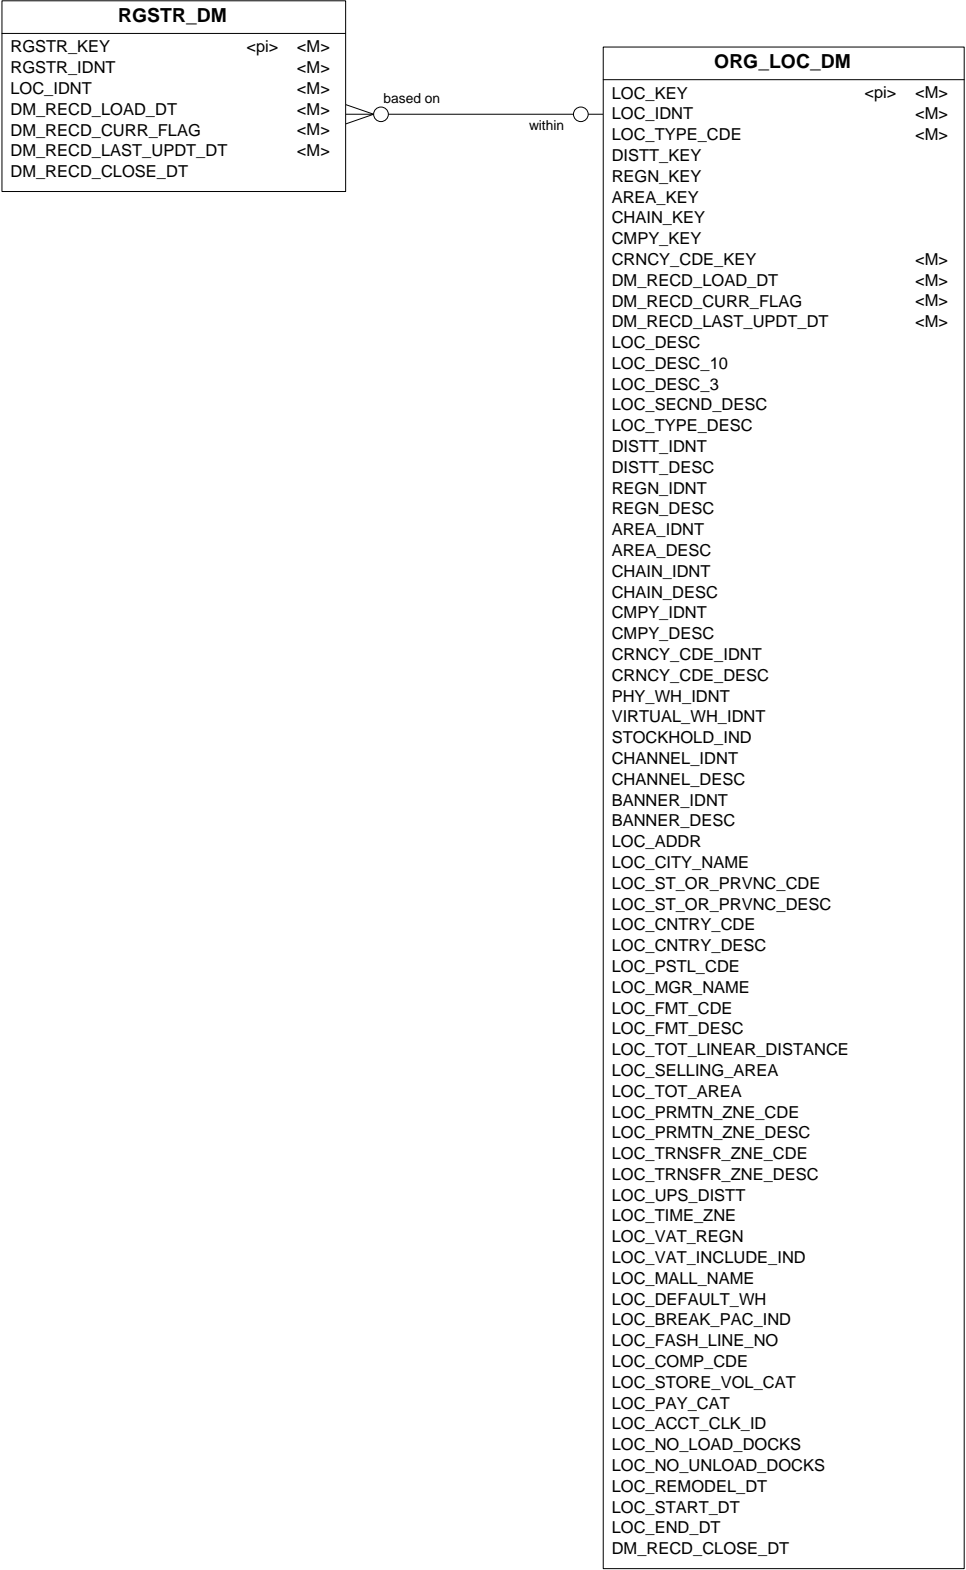 RGSTR_DM
RGSTR_KEY <pi> <M>
RGSTR_IDNT <M>
LOC_IDNT <M>
DM_RECD_LOAD_DT <M>
DM_RECD_CURR_FLAG <M>
DM_RECD_LAST_UPDT_DT <M>
DM_RECD_CLOSE_DT
based on
within
ORG_LOC_DM
LOC_KEY <pi> <M>
LOC_IDNT <M>
LOC_TYPE_CDE <M>
DISTT_KEY
REGN_KEY
AREA_KEY
CHAIN_KEY
CMPY_KEY
CRNCY_CDE_KEY <M>
DM_RECD_LOAD_DT <M>
DM_RECD_CURR_FLAG <M>
DM_RECD_LAST_UPDT_DT <M>
LOC_DESC
LOC_DESC_10
LOC_DESC_3
LOC_SECND_DESC
LOC_TYPE_DESC
DISTT_IDNT
DISTT_DESC
REGN_IDNT
REGN_DESC
AREA_IDNT
AREA_DESC
CHAIN_IDNT
CHAIN_DESC
CMPY_IDNT
CMPY_DESC
CRNCY_CDE_IDNT
CRNCY_CDE_DESC
PHY_WH_IDNT
VIRTUAL_WH_IDNT
STOCKHOLD_IND
CHANNEL_IDNT
CHANNEL_DESC
BANNER_IDNT
BANNER_DESC
LOC_ADDR
LOC_CITY_NAME
LOC_ST_OR_PRVNC_CDE
LOC_ST_OR_PRVNC_DESC
LOC_CNTRY_CDE
LOC_CNTRY_DESC
LOC_PSTL_CDE
LOC_MGR_NAME
LOC_FMT_CDE
LOC_FMT_DESC
LOC_TOT_LINEAR_DISTANCE
LOC_SELLING_AREA
LOC_TOT_AREA
LOC_PRMTN_ZNE_CDE
LOC_PRMTN_ZNE_DESC
LOC_TRNSFR_ZNE_CDE
LOC_TRNSFR_ZNE_DESC
LOC_UPS_DISTT
LOC_TIME_ZNE
LOC_VAT_REGN
LOC_VAT_INCLUDE_IND
LOC_MALL_NAME
LOC_DEFAULT_WH
LOC_BREAK_PAC_IND
LOC_FASH_LINE_NO
LOC_COMP_CDE
LOC_STORE_VOL_CAT
LOC_PAY_CAT
LOC_ACCT_CLK_ID
LOC_NO_LOAD_DOCKS
LOC_NO_UNLOAD_DOCKS
LOC_REMODEL_DT
LOC_START_DT
LOC_END_DT
DM_RECD_CLOSE_DT